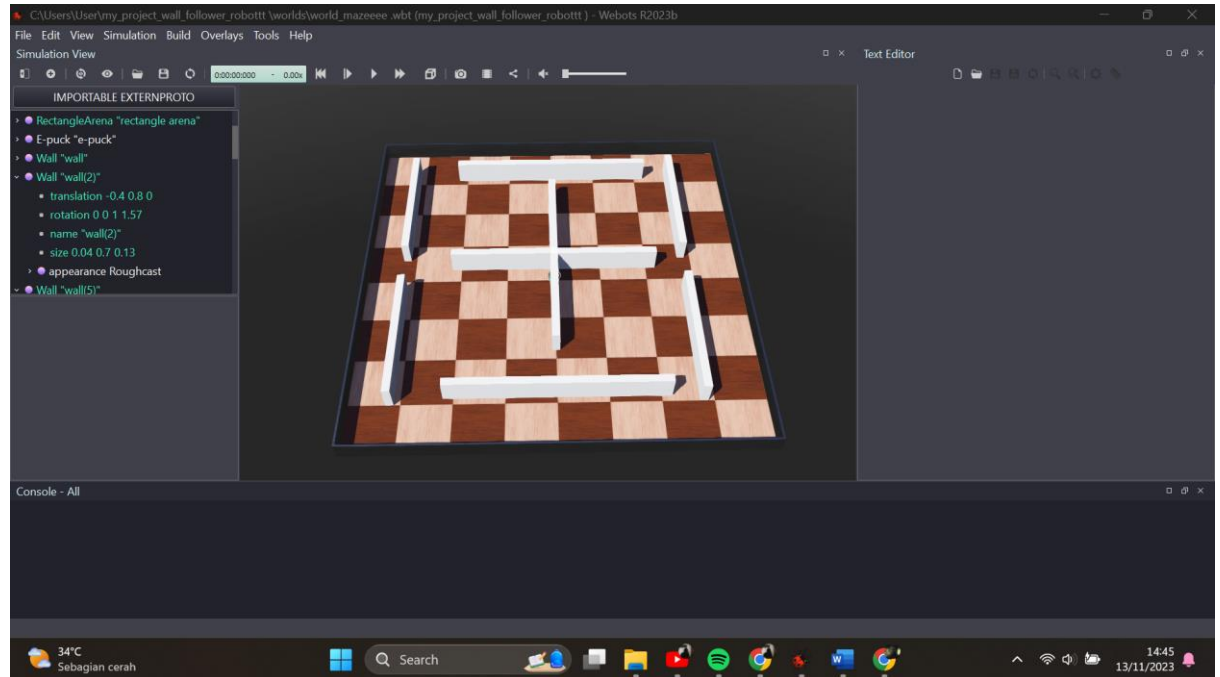 C:\Users\User\my_project_wall_follower_robottt \worlds\world_mazeeee .wbt (my_project_wall_follower_robottt ) - Webots R2023b
File Edit View Simulation Build Overlays Tools Help
Simulation View
Text Editor
0:00:00:000 - 0.00x
IMPORTABLE EXTERNPROTO
RectangleArena "rectangle arena"
E-puck "e-puck"
Wall "wall"
Wall "wall(2)"
translation -0.4 0.8 0
rotation 0 0 1 1.57
name "wall(2)"
size 0.04 0.7 0.13
appearance Roughcast
Wall "wall(5)"
Console - All
34°C
Sebagian cerah
Search
14:45
13/11/2023